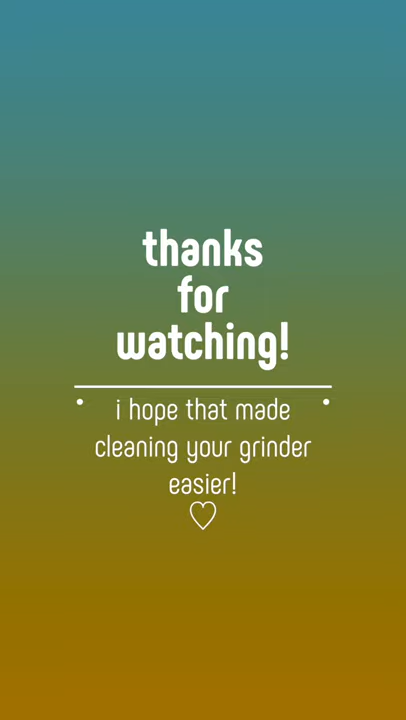 thanks
for
watching!
• i hope that made •
cleaning your grinder
easier!
♡